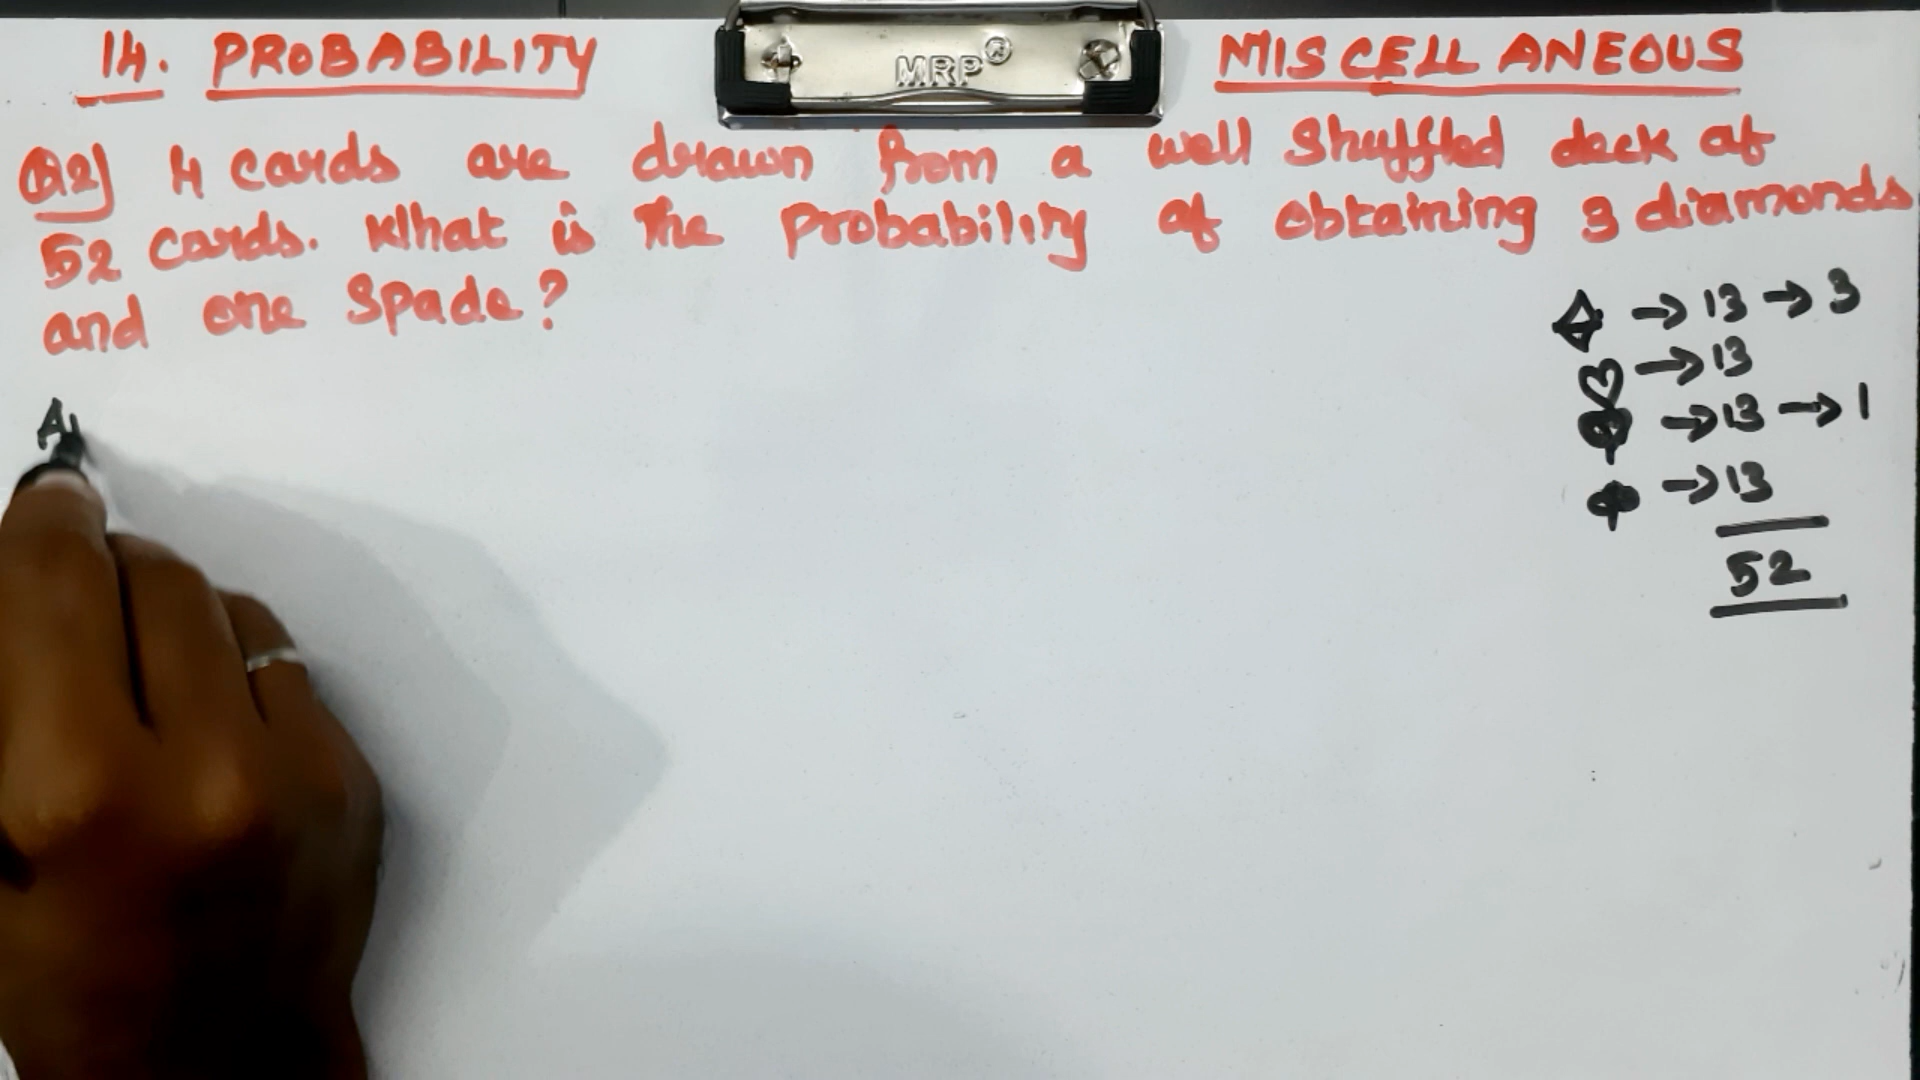 14. PROBABILITY
MRP®
MISCELLANEOUS
Q2) 4 cards are drawn from a well shuffled deck of
52 cards. What is the probability of obtaining 3 diamonds
and one Spade?
♦ → 13 → 3
♡ → 13
♠ → 13 → 1
♣ → 13
52
A